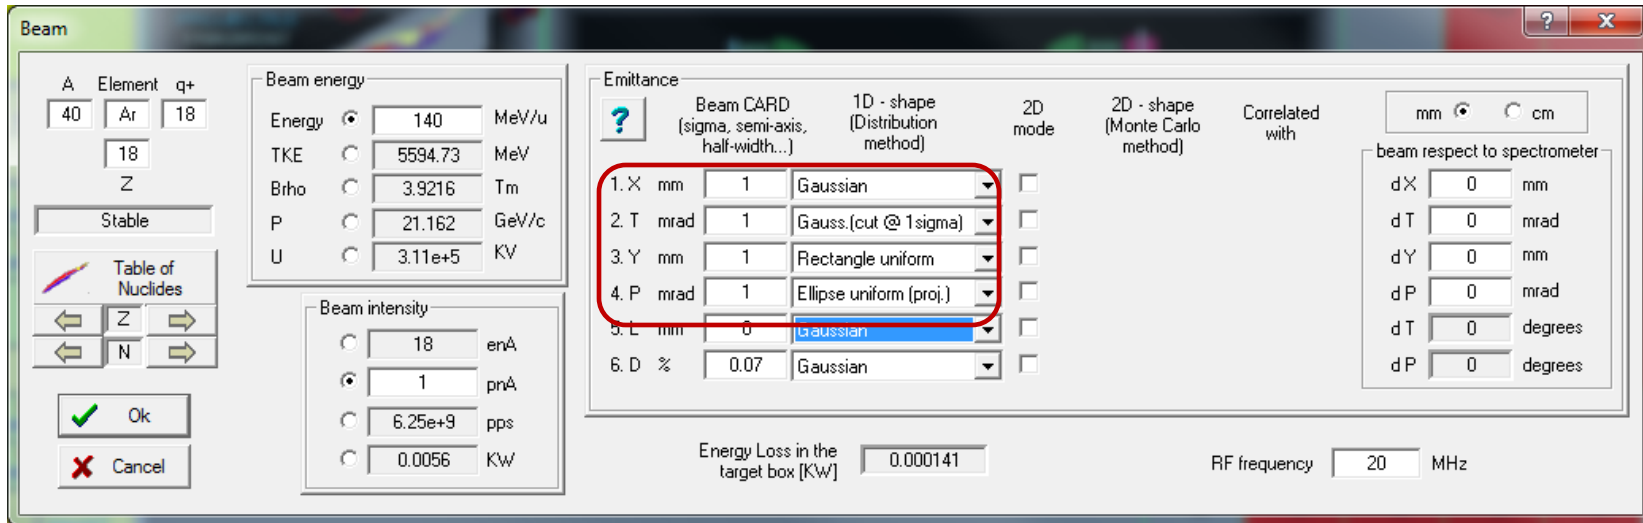 Beam
A Element q+
40 Ar 18
18
Z
Stable
Table of
Nuclides
Z
N
Ok
Cancel
Beam energy
Energy 140 MeV/u
TKE 5594.73 MeV
Brho 3.9216 Tm
P 21.162 GeV/c
U 3.11e+5 KV
Beam intensity
18 enA
1 pnA
6.25e+9 pps
0.0056 KW
Emittance
?
Beam CARD
(sigma, semi-axis,
half-width...)
1D - shape
(Distribution
method)
2D
mode
2D - shape
(Monte Carlo
method)
Correlated
with
1. X mm 1 Gaussian
2. T mrad 1 Gauss.(cut @ 1sigma)
3. Y mm 1 Rectangle uniform
4. P mrad 1 Ellipse uniform (proj.)
5. L mm 0 Gaussian
6. D % 0.07 Gaussian
mm cm
beam respect to spectrometer
dX 0 mm
dT 0 mrad
dY 0 mm
dP 0 mrad
dT 0 degrees
dP 0 degrees
Energy Loss in the
target box [KW] 0.000141
RF frequency 20 MHz